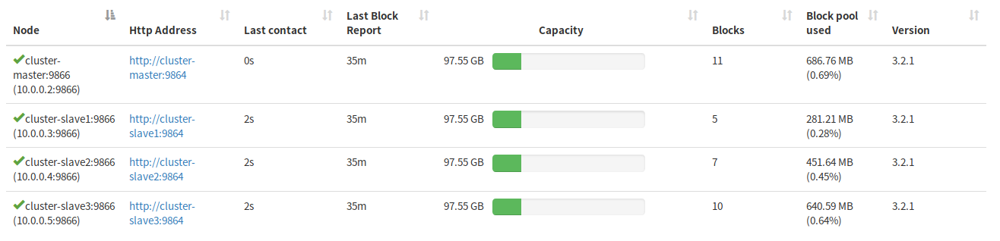 Node Http Address Last contact Last Block Report Capacity Blocks Block pool used Version
cluster-master:9866 (10.0.0.2:9866) http://cluster-master:9864 0s 35m 97.55 GB 11 686.76 MB (0.69%) 3.2.1
cluster-slave1:9866 (10.0.0.3:9866) http://cluster-slave1:9864 2s 35m 97.55 GB 5 281.21 MB (0.28%) 3.2.1
cluster-slave2:9866 (10.0.0.4:9866) http://cluster-slave2:9864 2s 35m 97.55 GB 7 451.64 MB (0.45%) 3.2.1
cluster-slave3:9866 (10.0.0.5:9866) http://cluster-slave3:9864 2s 35m 97.55 GB 10 640.59 MB (0.64%) 3.2.1